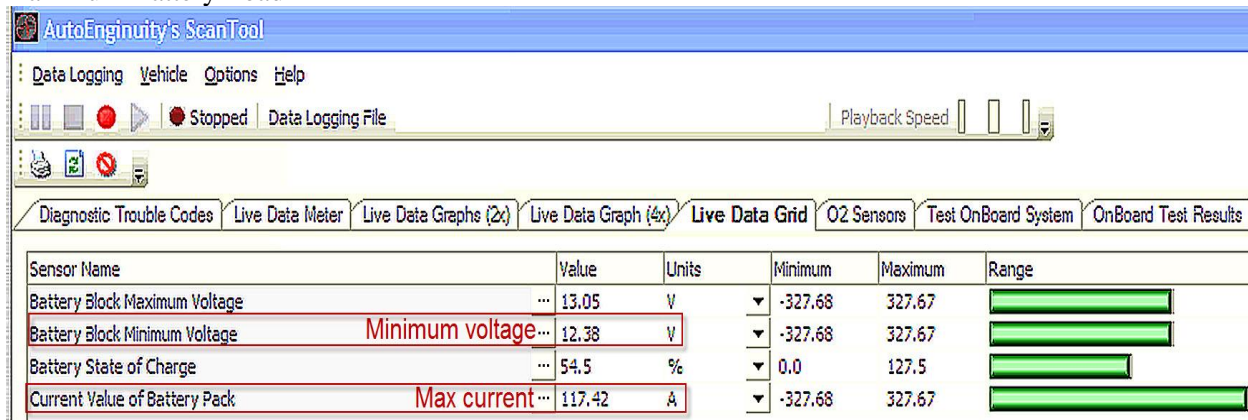 AutoEnginuity's ScanTool
Data Logging Vehicle Options Help
Stopped Data Logging File Playback Speed
Diagnostic Trouble Codes Live Data Meter Live Data Graphs (2x) Live Data Graph (4x) Live Data Grid O2 Sensors Test OnBoard System OnBoard Test Results
Sensor Name Value Units Minimum Maximum Range
Battery Block Maximum Voltage ... 13.05 V -327.68 327.67
Battery Block Minimum Voltage Minimum voltage ... 12.38 V -327.68 327.67
Battery State of Charge ... 54.5 % 0.0 127.5
Current Value of Battery Pack Max current ... 117.42 A -327.68 327.67